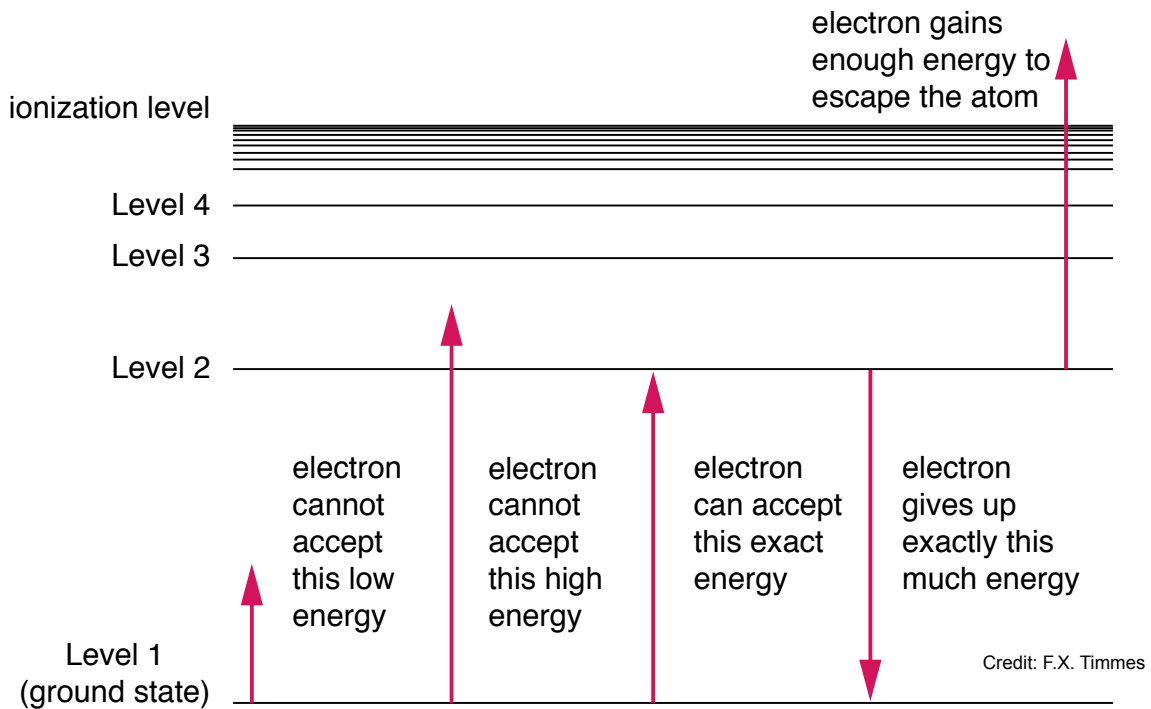 electron gains
enough energy to
escape the atom
ionization level
Level 4
Level 3
Level 2
electron
cannot
accept
this low
energy
electron
cannot
accept
this high
energy
electron
can accept
this exact
energy
electron
gives up
exactly this
much energy
Level 1
(ground state)
Credit: F.X. Timmes